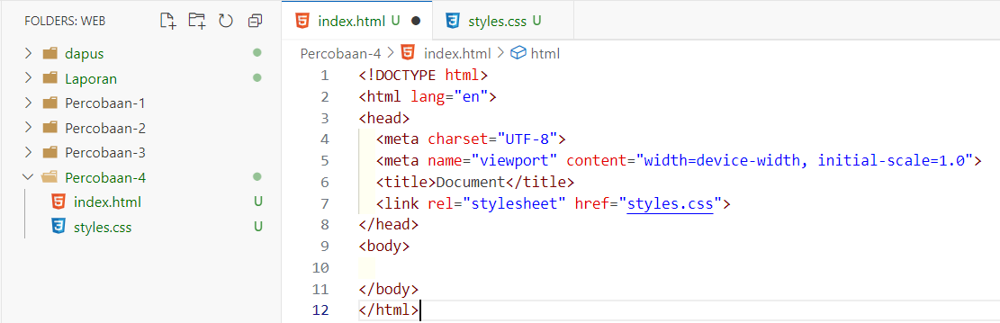 FOLDERS: WEB
dapus
Laporan
Percobaan-1
Percobaan-2
Percobaan-3
Percobaan-4
index.html U
styles.css U
index.html U
styles.css U
Percobaan-4 > index.html > html
1 <!DOCTYPE html>
2 <html lang="en">
3 <head>
4 <meta charset="UTF-8">
5 <meta name="viewport" content="width=device-width, initial-scale=1.0">
6 <title>Document</title>
7 <link rel="stylesheet" href="styles.css">
8 </head>
9 <body>
10
11 </body>
12 </html>